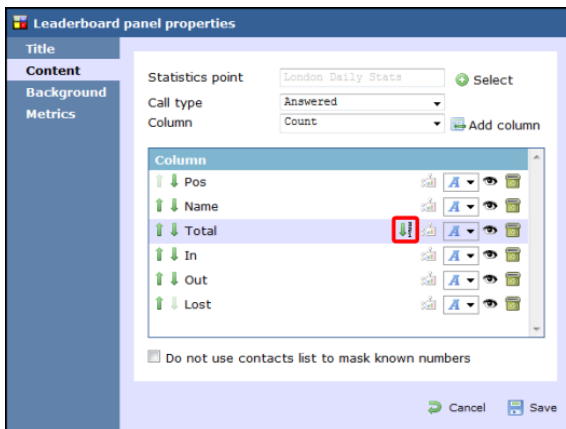 Leaderboard panel properties
Title
Content
Background
Metrics
Statistics point London Daily Stats Select
Call type Answered
Column Count Add column
Column
Pos A
Name A
Total A
In A
Out A
Lost A
Do not use contacts list to mask known numbers
Cancel Save